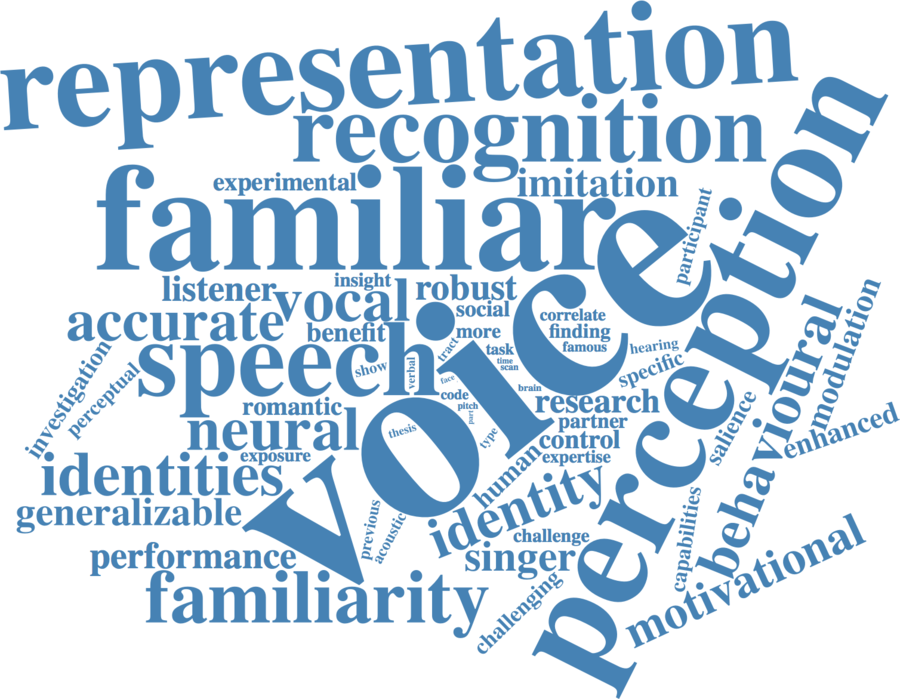 representation
recognition
experimental
imitation
familiar
participant
perception
voice
listener
insight
vocal
robust
social
correlate
accurate
benefit
more
finding
famous
hearing
tract
task
time
scan
speech
show
verbal
face
brain
specific
investigation
perceptual
code
pitch
part
research
behavioural
modulation
romantic
thesis
type
partner
salience
enhanced
neural
control
exposure
expertise
human
identities
identity
generalizable
previous
acoustic
capabilities
challenge
performance
singer
motivational
familiarity
challenging